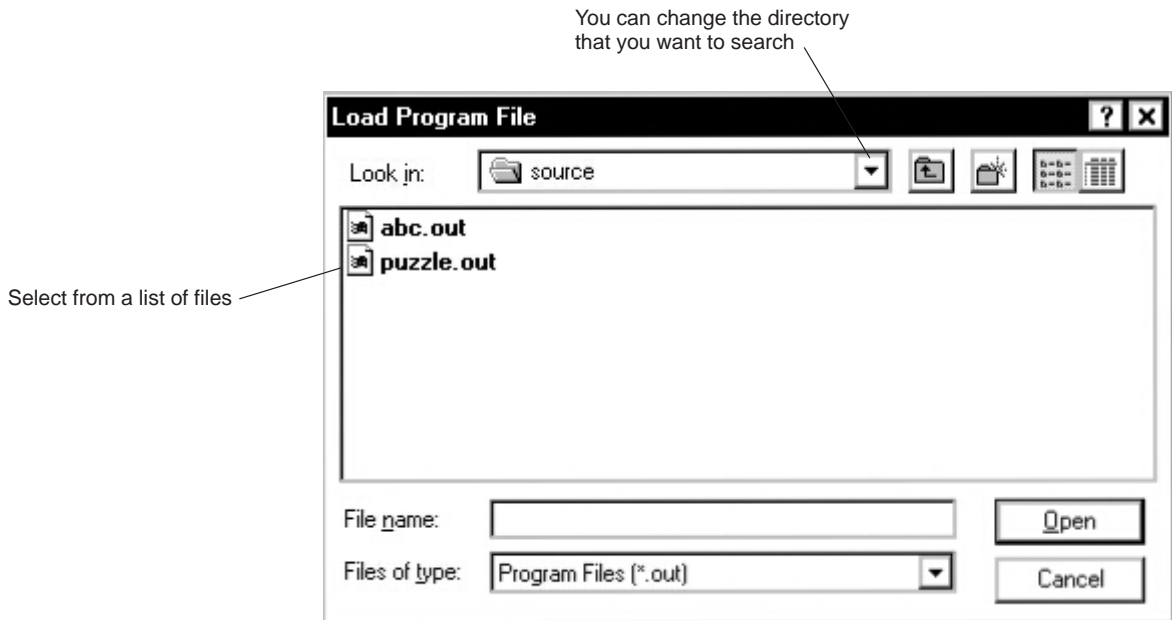 You can change the directory
that you want to search
Load Program File
Look in:
source
abc.out
puzzle.out
Select from a list of files
File name:
Open
Files of type:
Program Files (*.out)
Cancel